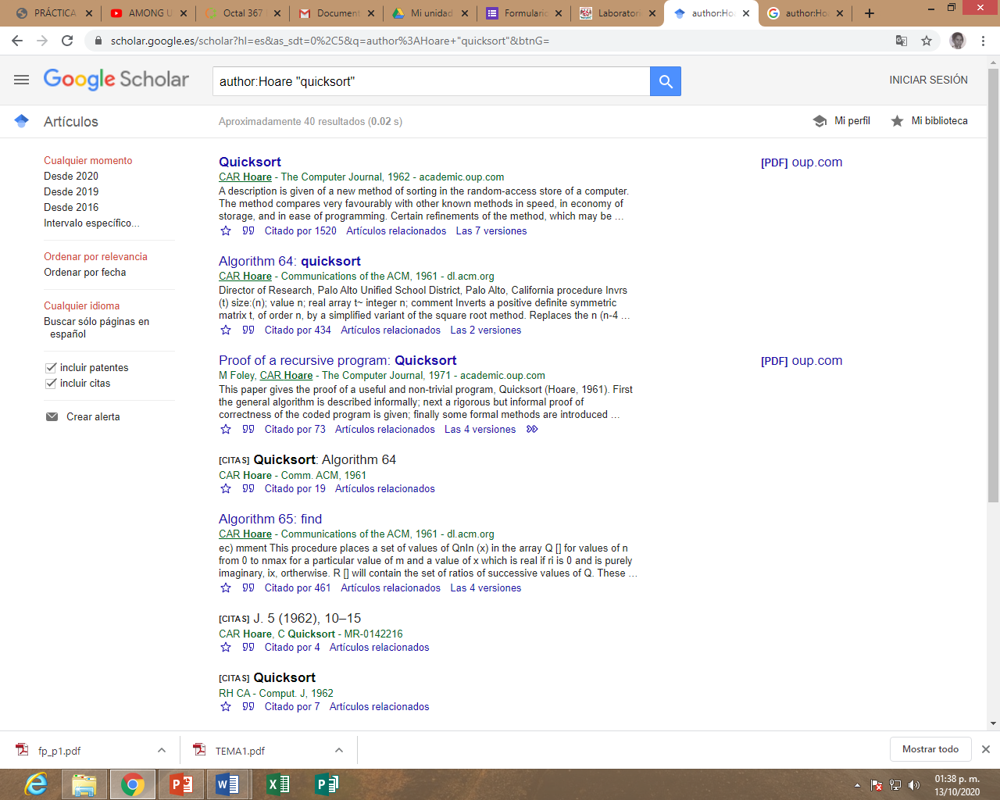 PRÁCTICA
AMONG U
Octal 367
Document
Mi unidad
Formulario
Laboratori
author:Hoa
author:Ho
scholar.google.es/scholar?hl=es&as_sdt=0%2C5&q=author%3AHoare+"quicksort"&btnG=
Google Scholar
author:Hoare "quicksort"
INICIAR SESIÓN
Artículos
Aproximadamente 40 resultados (0.02 s)
Mi perfil
Mi biblioteca
Cualquier momento
Desde 2020
Desde 2019
Desde 2016
Intervalo específico...
Ordenar por relevancia
Ordenar por fecha
Cualquier idioma
Buscar sólo páginas en
español
incluir patentes
incluir citas
Crear alerta
Quicksort
[PDF] oup.com
CAR Hoare - The Computer Journal, 1962 - academic.oup.com
A description is given of a new method of sorting in the random-access store of a computer.
The method compares very favourably with other known methods in speed, in economy of
storage, and in ease of programming. Certain refinements of the method, which may be ...
Citado por 1520 Artículos relacionados Las 7 versiones
Algorithm 64: quicksort
CAR Hoare - Communications of the ACM, 1961 - dl.acm.org
Director of Research, Palo Alto Unified School District, Palo Alto, California procedure Invrs
(t) size:(n); value n; real array t~ integer n; comment Inverts a positive definite symmetric
matrix t, of order n, by a simplified variant of the square root method. Replaces the n (n-4 ...
Citado por 434 Artículos relacionados Las 2 versiones
Proof of a recursive program: Quicksort
[PDF] oup.com
M Foley, CAR Hoare - The Computer Journal, 1971 - academic.oup.com
This paper gives the proof of a useful and non-trivial program, Quicksort (Hoare, 1961). First
the general algorithm is described informally; next a rigorous but informal proof of
correctness of the coded program is given; finally some formal methods are introduced ...
Citado por 73 Artículos relacionados Las 4 versiones
[CITAS] Quicksort: Algorithm 64
CAR Hoare - Comm. ACM, 1961
Citado por 19 Artículos relacionados
Algorithm 65: find
CAR Hoare - Communications of the ACM, 1961 - dl.acm.org
ec) mment This procedure places a set of values of QnIn (x) in the array Q [] for values of n
from 0 to nmax for a particular value of m and a value of x which is real if ri is 0 and is purely
imaginary, ix, ortherwise. R [] will contain the set of ratios of successive values of Q. These ...
Citado por 461 Artículos relacionados Las 4 versiones
[CITAS] J. 5 (1962), 10–15
CAR Hoare, C Quicksort - MR-0142216
Citado por 4 Artículos relacionados
[CITAS] Quicksort
RH CA - Comput. J, 1962
Citado por 7 Artículos relacionados
fp_p1.pdf
TEMA1.pdf
Mostrar todo
01:38 p. m.
13/10/2020